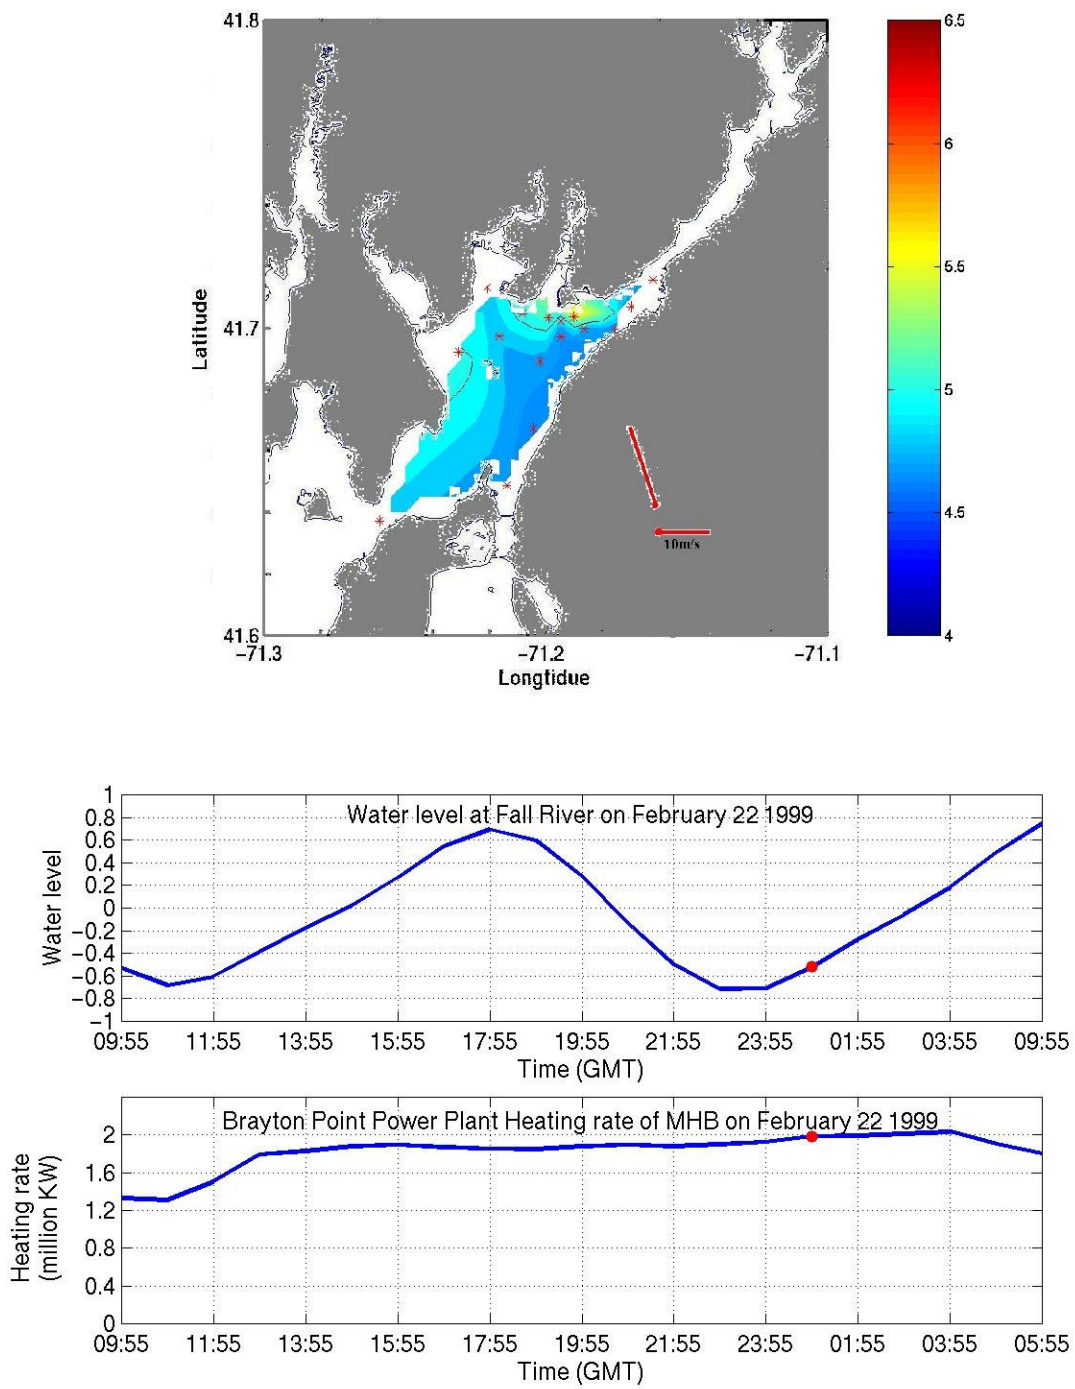 41.8
41.7
41.6
Latitude
-71.3
-71.2
-71.1
Longtidue
10m/s
6.5
6
5.5
5
4.5
4
Water level at Fall River on February 22 1999
1
0.8
0.6
0.4
0.2
0
-0.2
-0.4
-0.6
-0.8
-1
Water level
09:55 11:55 13:55 15:55 17:55 19:55 21:55 23:55 01:55 03:55 09:55
Time (GMT)
Brayton Point Power Plant Heating rate of MHB on February 22 1999
2
1.6
1.2
0.8
0.4
0
Heating rate
(million KW)
09:55 11:55 13:55 15:55 17:55 19:55 21:55 23:55 01:55 03:55 05:55
Time (GMT)